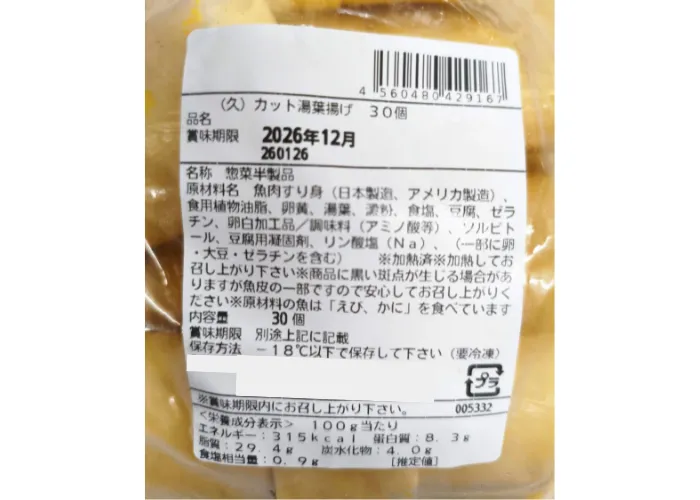 4 560480 429167
(久)カット湯葉揚げ 30個
品名
賞味期限 2026年12月
260126
名称 惣菜半製品
原材料名 魚肉すり身(日本製造、アメリカ製造)、
食用植物油脂、卵黄、湯葉、澱粉、食塩、豆腐、ゼラ
チン、卵白加工品/調味料(アミノ酸等)、ソルビト
ール、豆腐用凝固剤、リン酸塩(Na)、(一部に卵
・大豆・ゼラチンを含む) ※加熱済※加熱してお
召し上がり下さい※商品に黒い斑点が生じる場合があ
りますが魚皮の一部ですので安心してお召し上がりく
ださい※原材料の魚は「えび、かに」を食べています
内容量 30個
賞味期限 別途上記に記載
保存方法 -18℃以下で保存して下さい(要冷凍)
プラ
※賞味期限内にお召し上がり下さい。 005332
<栄養成分表示> 100g当たり
エネルギー:315kcal 蛋白質:8.3g
脂質:29.4g 炭水化物:4.0g
食塩相当量:0.9g [推定値]